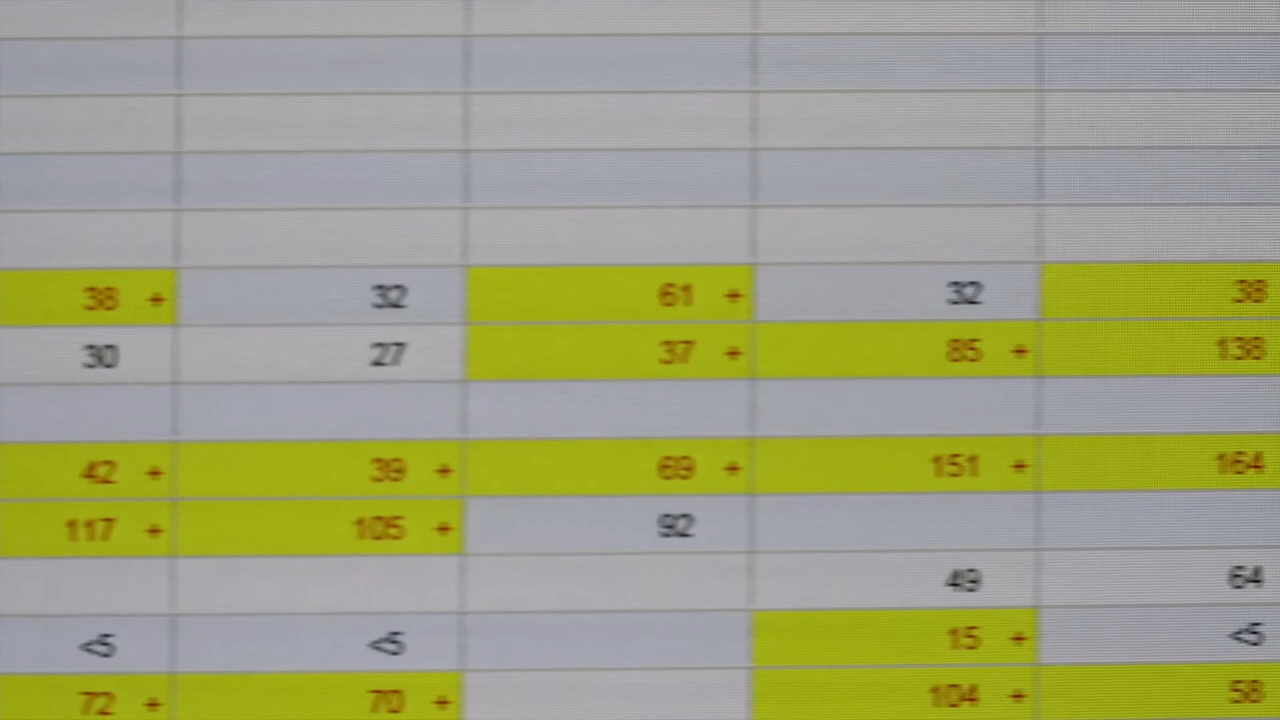 38 + 32 61 + 32 38
30 27 37 + 85 + 138
42 + 39 + 69 + 151 + 164
117 + 105 + 92
49 64
<5 <5 15 + <5
72 + 70 + 104 + 58